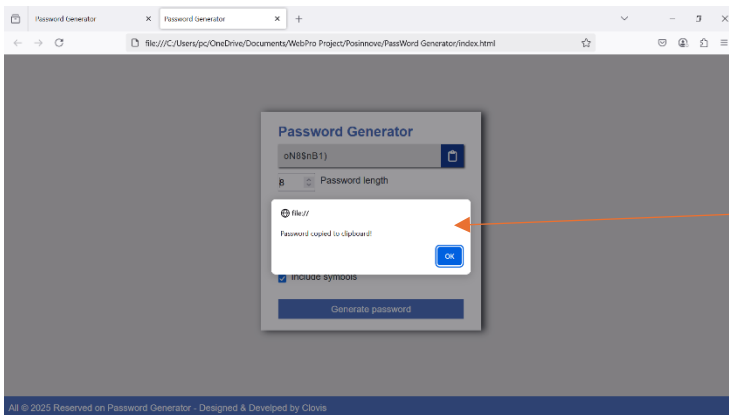 Password Generator
Password Generator
file:///C:/Users/pc/OneDrive/Documents/WebPro Project/Posinnove/PassWord Generator/index.html
Password Generator
oN8$nB1)
8 Password length
file://
Password copied to clipboard!
OK
Include symbols
Generate password
All © 2025 Reserved on Password Generator - Designed & Develped by Clovis